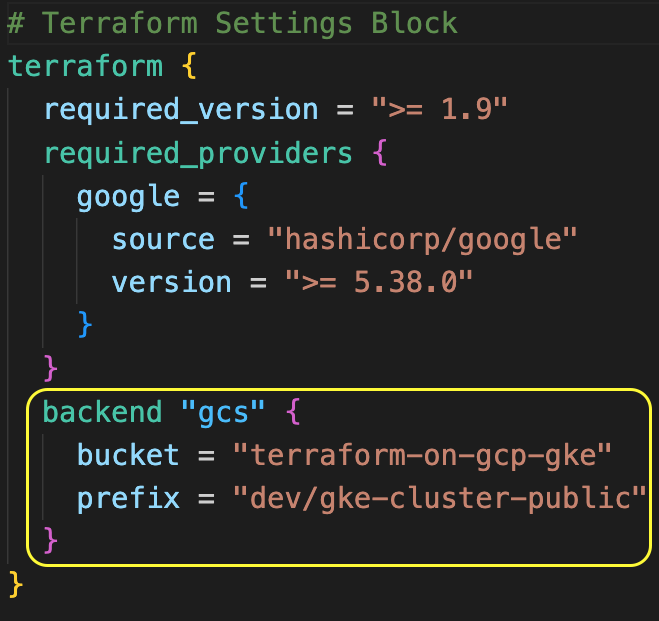 # Terraform Settings Block
terraform {
  required_version = ">= 1.9"
  required_providers {
    google = {
      source = "hashicorp/google"
      version = ">= 5.38.0"
    }
  }
  backend "gcs" {
    bucket = "terraform-on-gcp-gke"
    prefix = "dev/gke-cluster-public"
  }
}